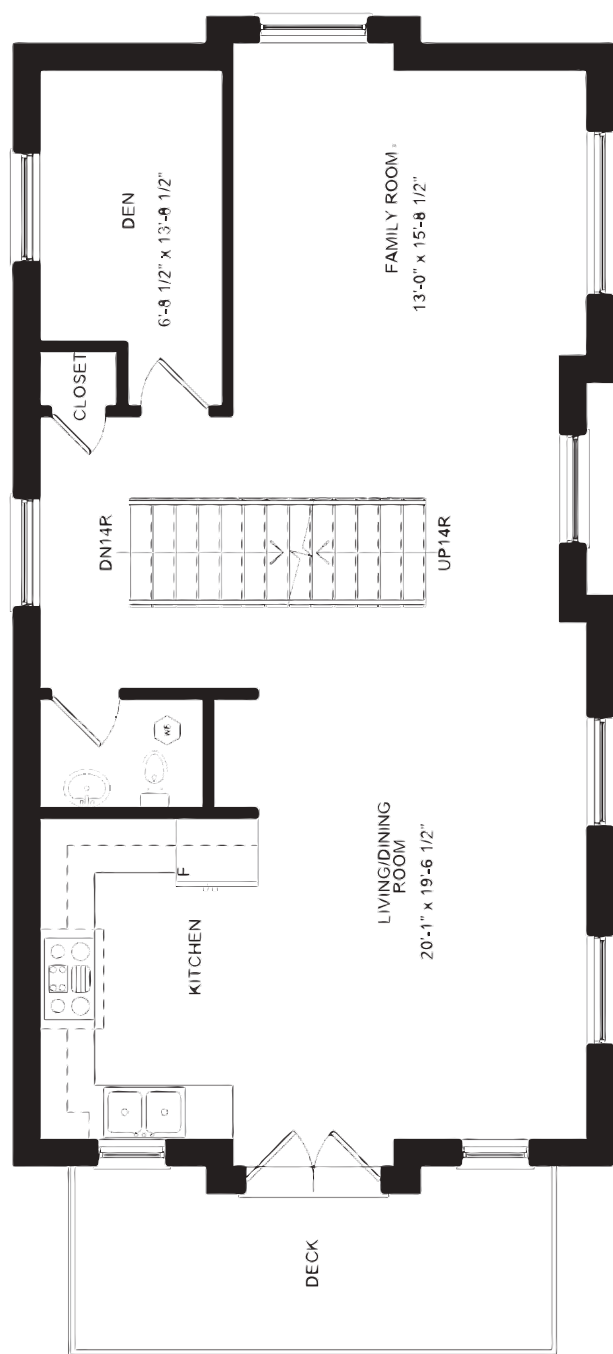 DEN
6'-8 1/2" x 13'-8 1/2"
FAMILY ROOM
13'-0" x 15'-8 1/2"
CLOSET
DN14R
UP14R
F
KITCHEN
LIVING/DINING
ROOM
20'-1" x 19'-6 1/2"
DECK